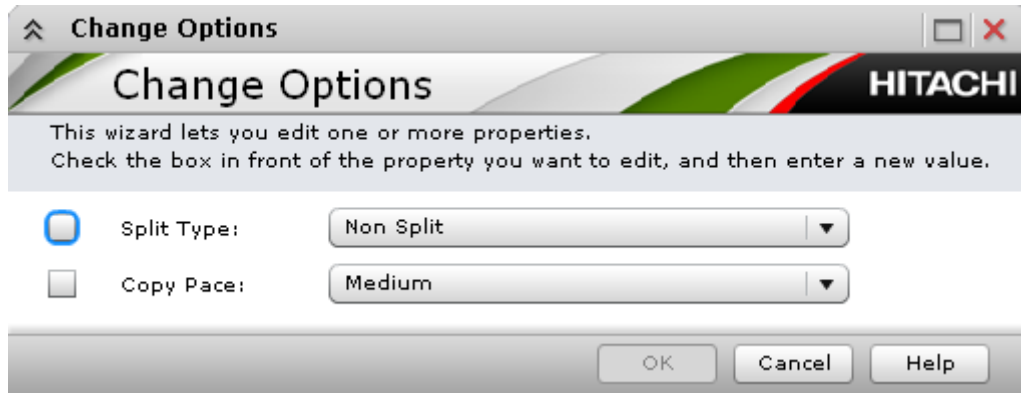 Change Options
Change Options HITACHI
This wizard lets you edit one or more properties.
Check the box in front of the property you want to edit, and then enter a new value.
Split Type: Non Split
Copy Pace: Medium
OK Cancel Help